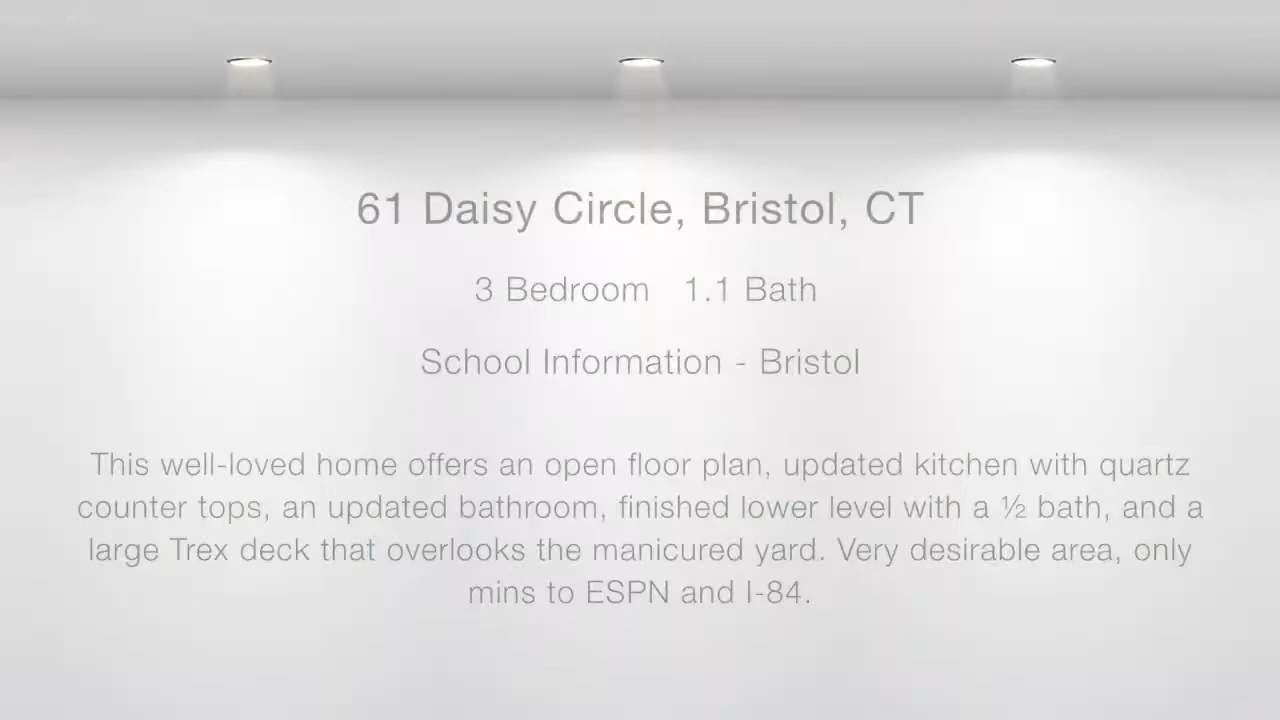 61 Daisy Circle, Bristol, CT
3 Bedroom 1.1 Bath
School Information - Bristol
This well-loved home offers an open floor plan, updated kitchen with quartz
counter tops, an updated bathroom, finished lower level with a ½ bath, and a
large Trex deck that overlooks the manicured yard. Very desirable area, only
mins to ESPN and I-84.